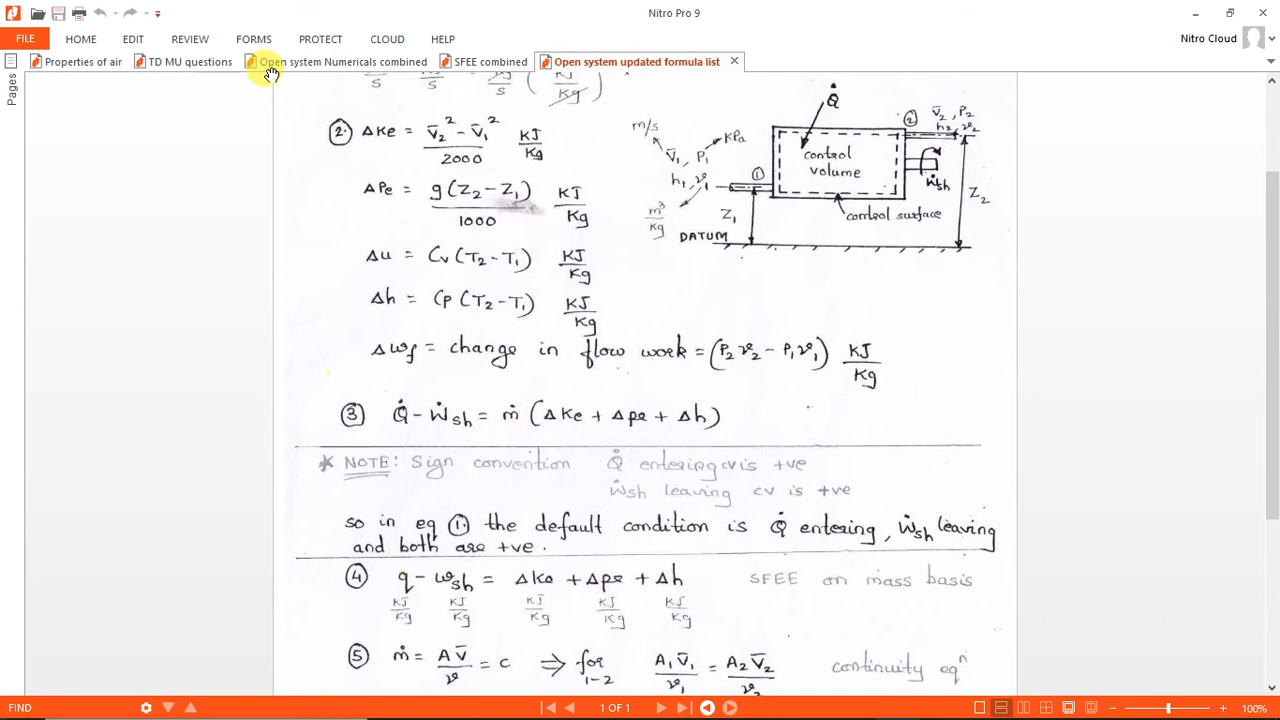 Nitro Pro 9
FILE HOME EDIT REVIEW FORMS PROTECT CLOUD HELP
Nitro Cloud
Properties of air TD MU questions Open system Numericals combined SFEE combined Open system updated formula list
Pages
S S S (KJ/Kg)
② ΔKe = V̄₂² - V̄₁² / 2000 KJ/Kg
ΔPe = g(Z₂ - Z₁) / 1000 KJ/Kg
Δu = Cv (T₂ - T₁) KJ/Kg
Δh = Cp (T₂ - T₁) KJ/Kg
Δwf = change in flow work = (P₂v₂ - P₁v₁) KJ/Kg
Q̇
② V̄₂, P₂
h₂, v₂
m/s KPa
V̄₁, P₁
h₁, v₁ ①
m³/Kg
control volume
Ẇsh
control surface
Z₁ Z₂
DATUM
③ Q̇ - Ẇsh = ṁ (ΔKe + Δpe + Δh)
* NOTE: Sign convention Q̇ entering cv is +ve
Ẇsh leaving cv is +ve
so in eq ①. the default condition is Q̇ entering, Ẇsh leaving
and both are +ve.
④ q - wsh = Δke + Δpe + Δh SFEE on mass basis
KJ/Kg KJ/Kg KJ/Kg KJ/Kg KJ/Kg
⑤ ṁ = AV̄/v = c ⇒ for 1-2 A₁V̄₁/v₁ = A₂V̄₂/v₂ continuity eqⁿ
FIND 1 OF 1 100%